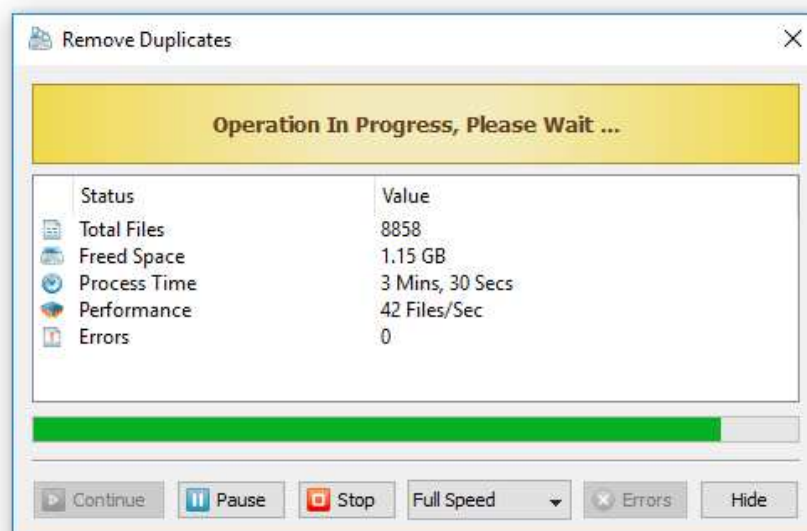 Remove Duplicates
Operation In Progress, Please Wait ...
Status Value
Total Files 8858
Freed Space 1.15 GB
Process Time 3 Mins, 30 Secs
Performance 42 Files/Sec
Errors 0
Continue Pause Stop Full Speed Errors Hide